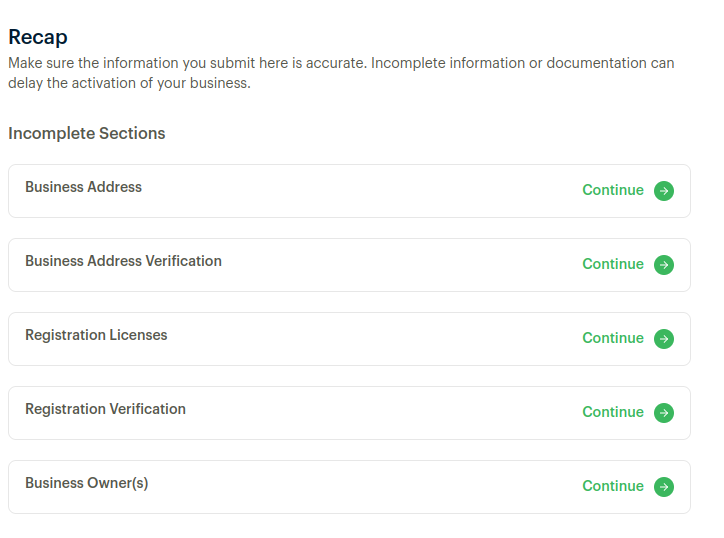 Recap
Make sure the information you submit here is accurate. Incomplete information or documentation can
delay the activation of your business.
Incomplete Sections
Business Address
Continue
Business Address Verification
Continue
Registration Licenses
Continue
Registration Verification
Continue
Business Owner(s)
Continue